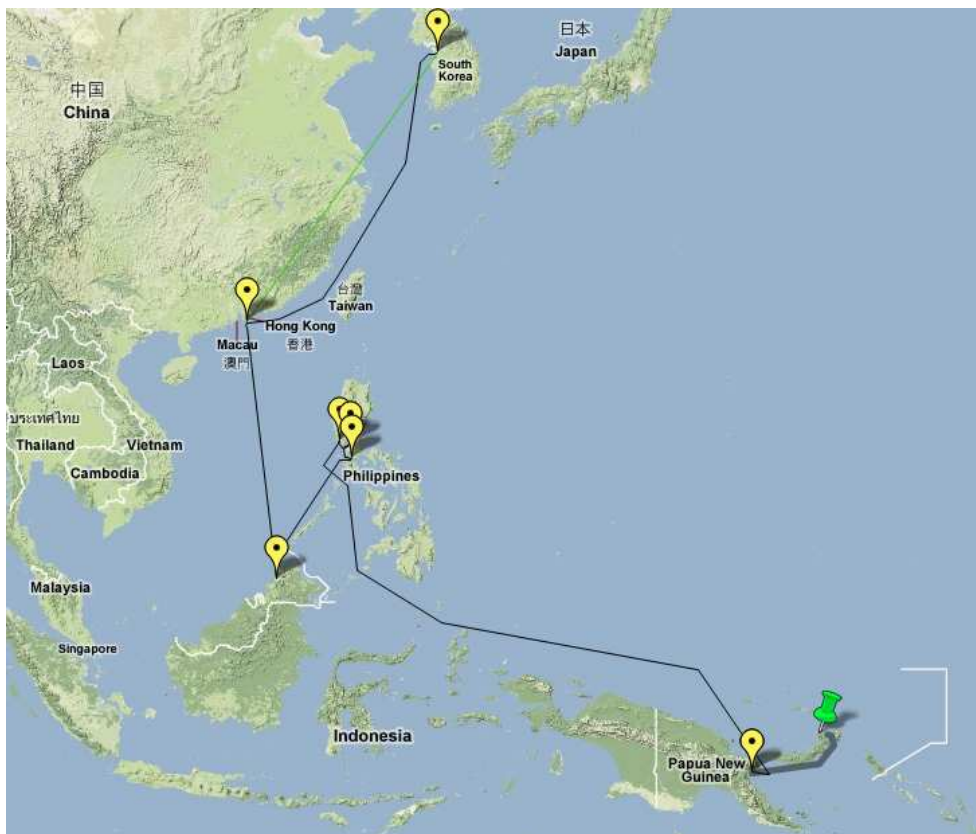 日本
Japan
South
Korea
中国
China
台灣
Taiwan
Hong Kong
香港
Macau
澳門
Laos
ประเทศไทย
Thailand
Vietnam
Cambodia
Philippines
Malaysia
Singapore
Indonesia
Papua New
Guinea